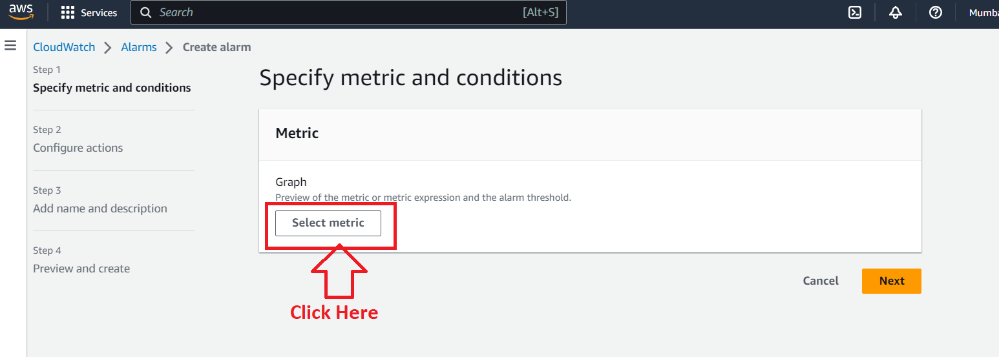 aws
Services
Search
[Alt+S]
CloudWatch
Alarms
Create alarm
Step 1
Specify metric and conditions
Step 2
Configure actions
Step 3
Add name and description
Step 4
Preview and create
Specify metric and conditions
Metric
Graph
Preview of the metric or metric expression and the alarm threshold.
Select metric
Click Here
Cancel
Next